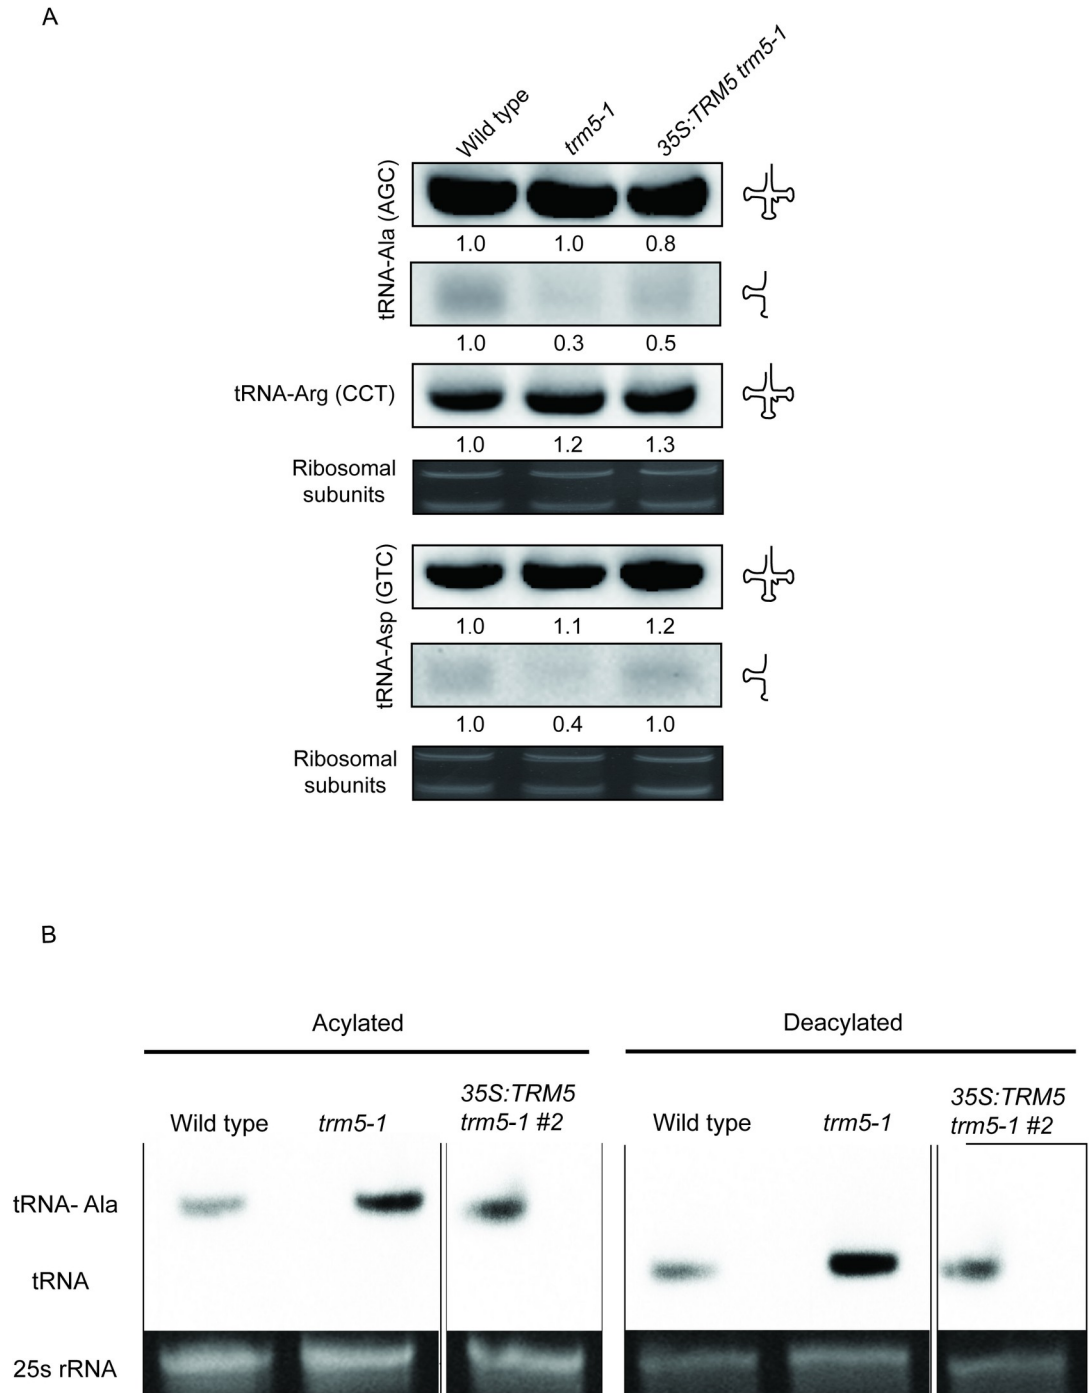 A
Wild type
trm5-1
35S:TRM5 trm5-1
tRNA-Ala (AGC)
1.0 1.0 0.8
1.0 0.3 0.5
tRNA-Arg (CCT)
1.0 1.2 1.3
Ribosomal
subunits
tRNA-Asp (GTC)
1.0 1.1 1.2
1.0 0.4 1.0
Ribosomal
subunits
B
Acylated
Deacylated
Wild type
trm5-1
35S:TRM5
trm5-1 #2
Wild type
trm5-1
35S:TRM5
trm5-1 #2
tRNA- Ala
tRNA
25s rRNA